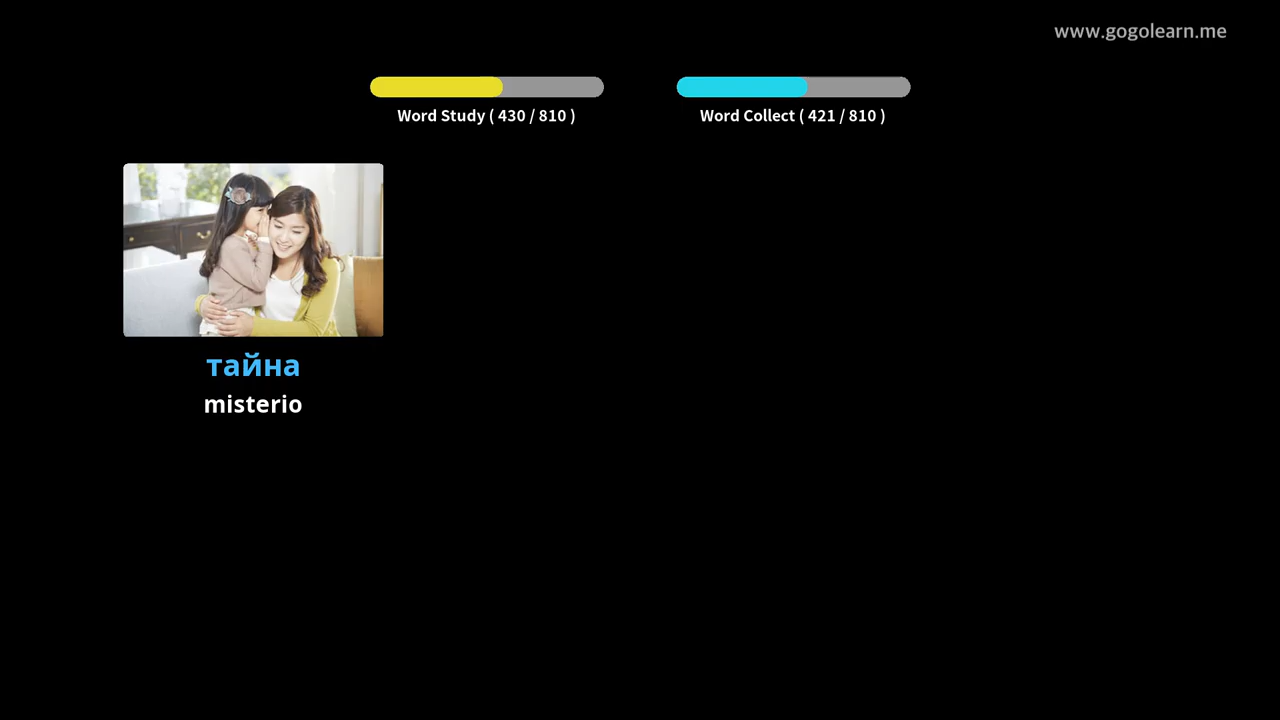 www.gogolearn.me
Word Study ( 430 / 810 )
Word Collect ( 421 / 810 )
тайна
misterio